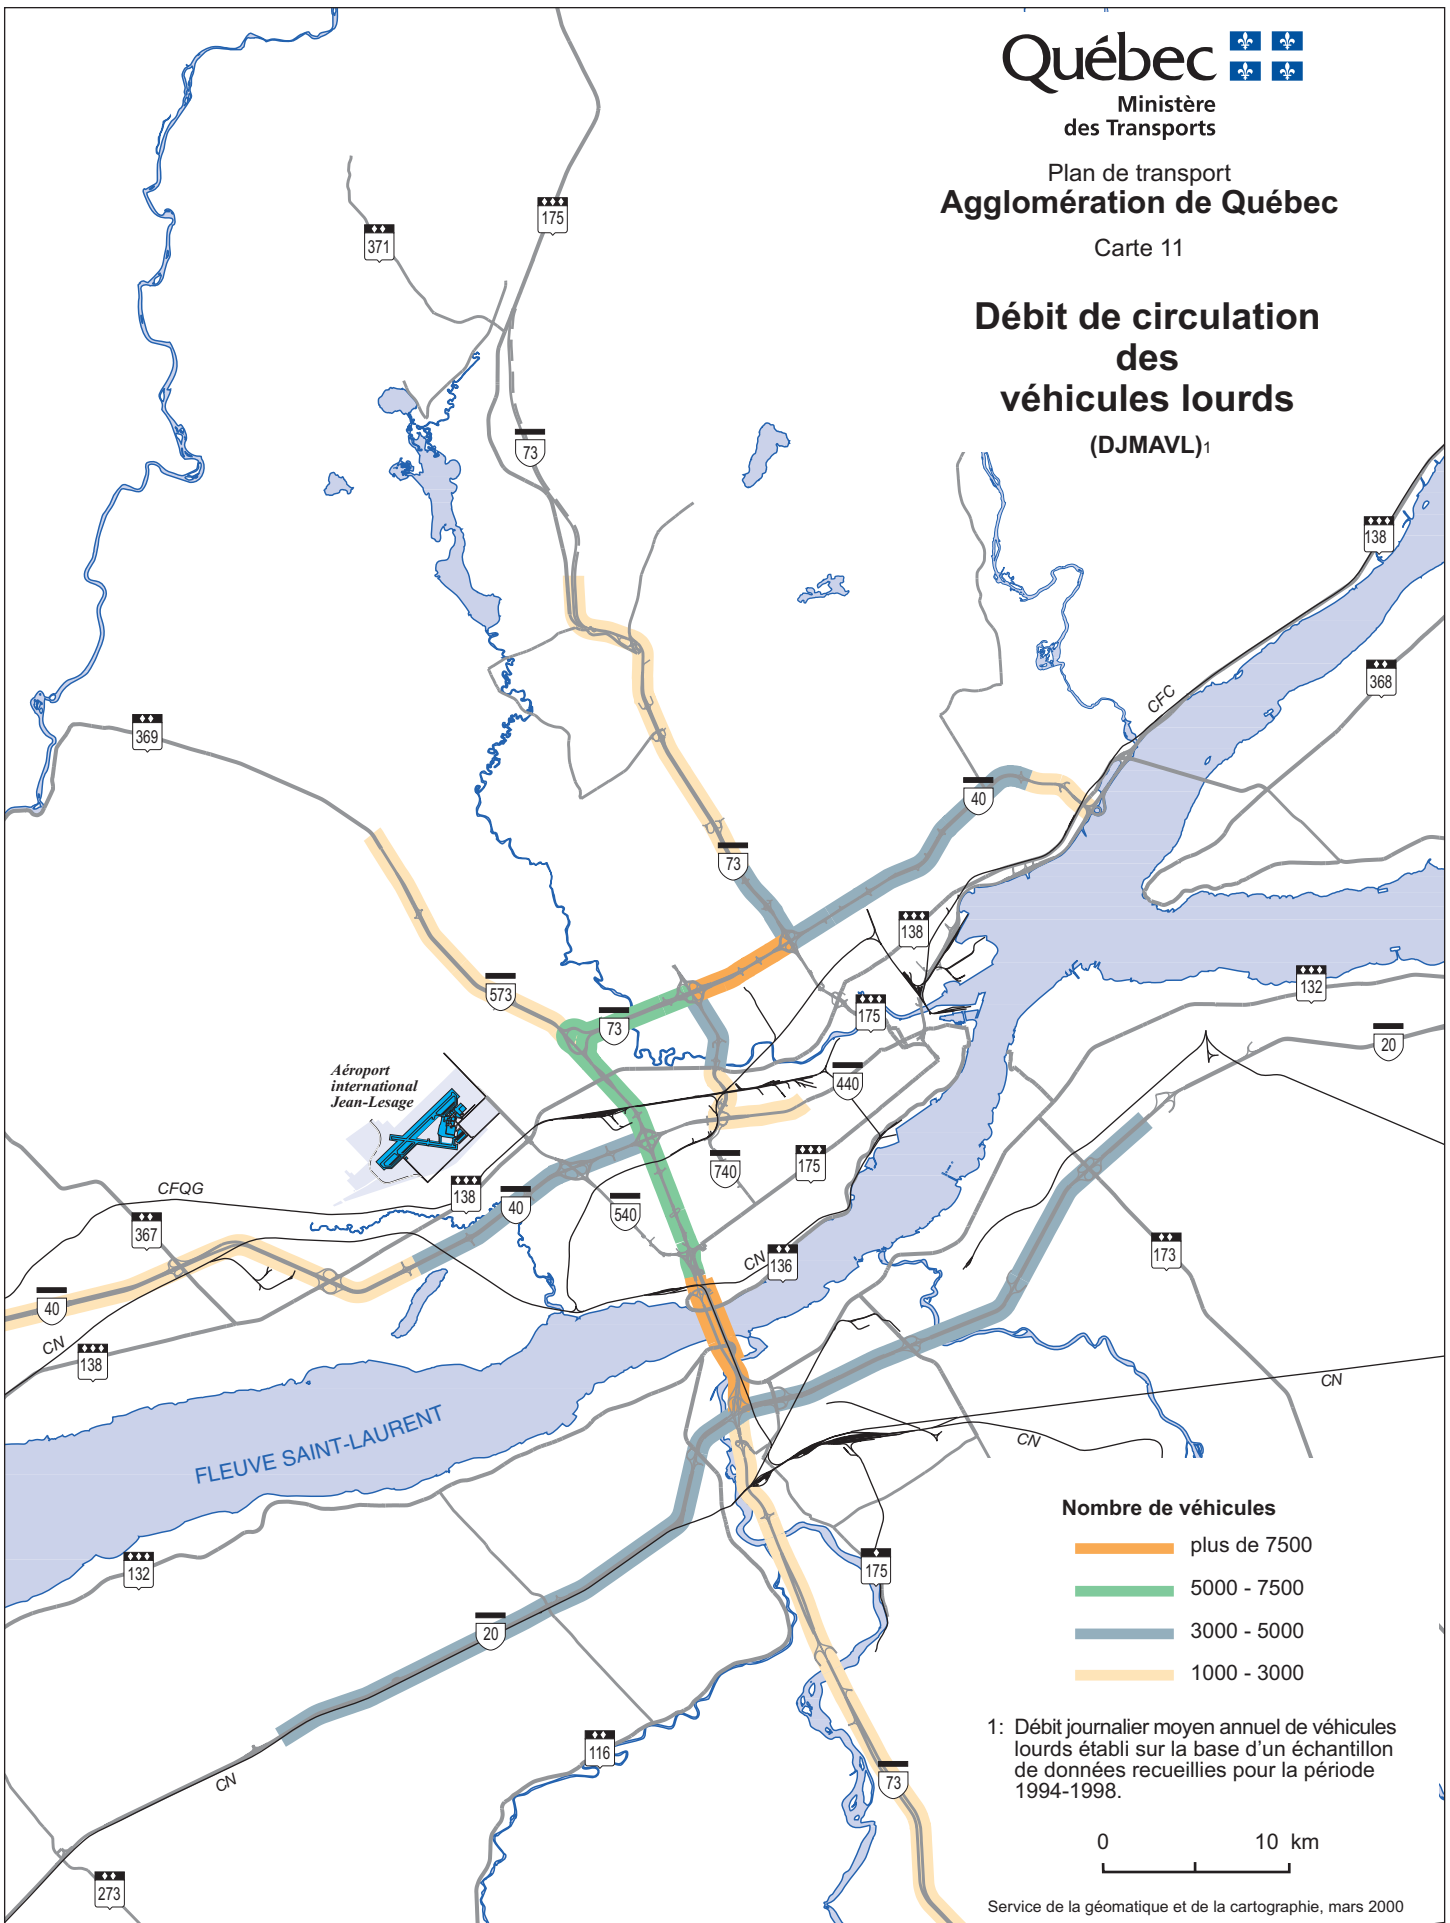 Québec
Ministère
des Transports
Plan de transport
Agglomération de Québec
Carte 11
Débit de circulation
des
véhicules lourds
(DJMAVL)1
175
371
73
138
368
CFC
369
40
73
138
573
73
175
132
20
Aéroport
international
Jean-Lesage
440
740
175
CFQG
138
40
540
367
CN
136
173
40
CN
138
CN
FLEUVE SAINT-LAURENT
CN
Nombre de véhicules
plus de 7500
5000 - 7500
3000 - 5000
1000 - 3000
132
175
20
116
73
CN
273
1: Débit journalier moyen annuel de véhicules
lourds établi sur la base d'un échantillon
de données recueillies pour la période
1994-1998.
0 10 km
Service de la géomatique et de la cartographie, mars 2000